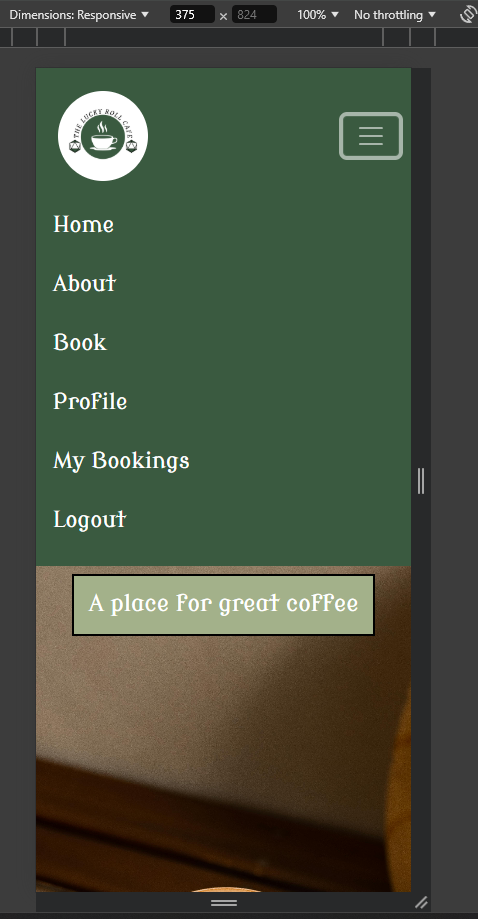 Dimensions: Responsive 375 × 824 100% No throttling
THE LUCKY ROLL CAFE
Home
About
Book
Profile
My Bookings
Logout
A place for great coffee